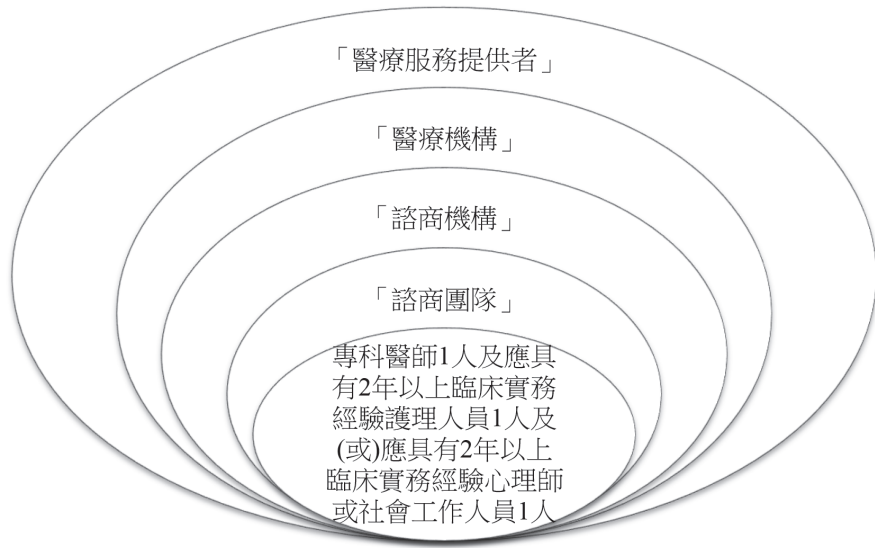 「醫療服務提供者」
「醫療機構」
「諮商機構」
「諮商團隊」
專科醫師1人及應具
有2年以上臨床實務
經驗護理人員1人及
(或)應具有2年以上
臨床實務經驗心理師
或社會工作人員1人